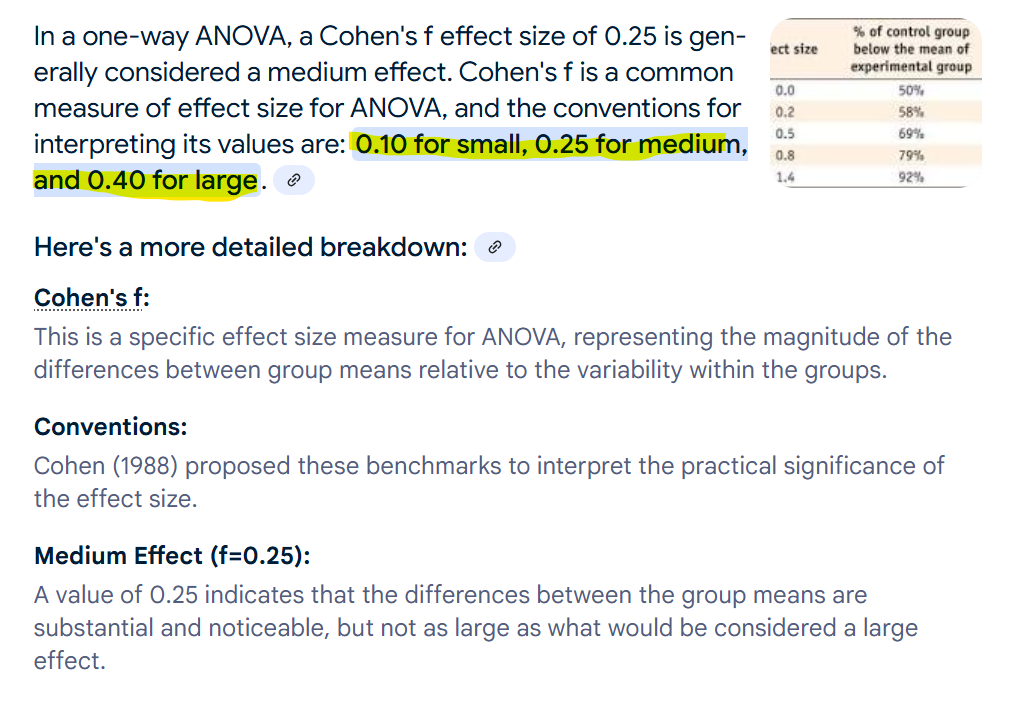 In a one-way ANOVA, a Cohen's f effect size of 0.25 is gen-
erally considered a medium effect. Cohen's f is a common
measure of effect size for ANOVA, and the conventions for
interpreting its values are: 0.10 for small, 0.25 for medium,
and 0.40 for large.
ect size % of control group below the mean of experimental group
0.0 50%
0.2 58%
0.5 69%
0.8 79%
1.4 92%
Here's a more detailed breakdown:
Cohen's f:
This is a specific effect size measure for ANOVA, representing the magnitude of the
differences between group means relative to the variability within the groups.
Conventions:
Cohen (1988) proposed these benchmarks to interpret the practical significance of
the effect size.
Medium Effect (f=0.25):
A value of 0.25 indicates that the differences between the group means are
substantial and noticeable, but not as large as what would be considered a large
effect.